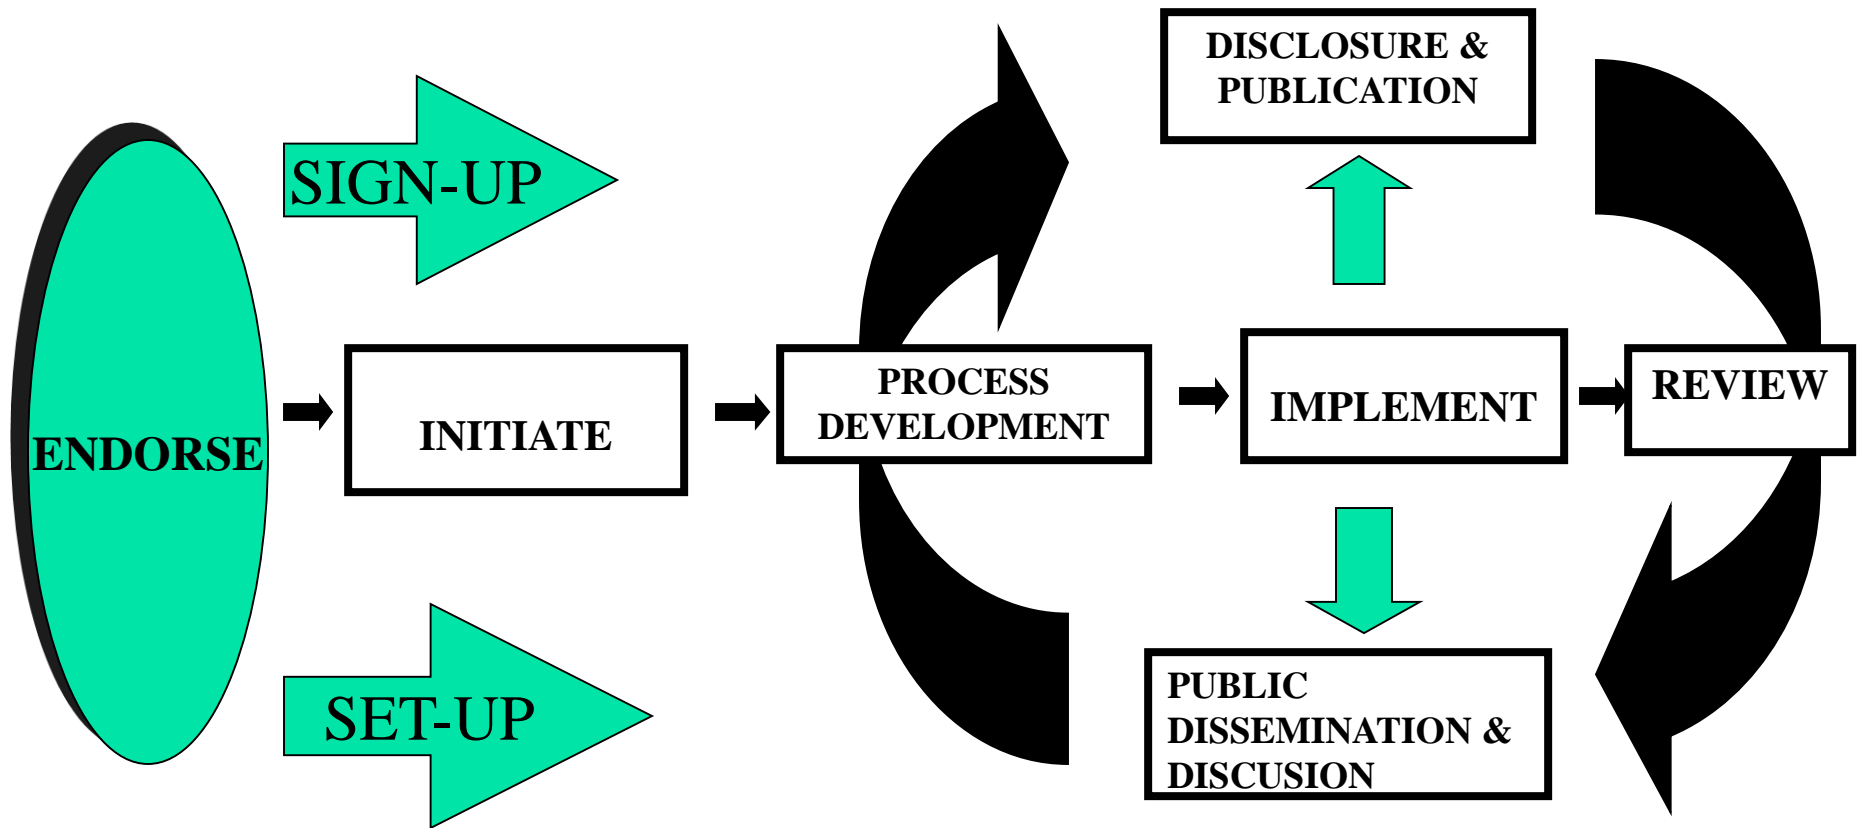 ENDORSE
SIGN-UP
INITIATE
SET-UP
PROCESS
DEVELOPMENT
DISCLOSURE &
PUBLICATION
IMPLEMENT
PUBLIC
DISSEMINATION &
DISCUSION
REVIEW